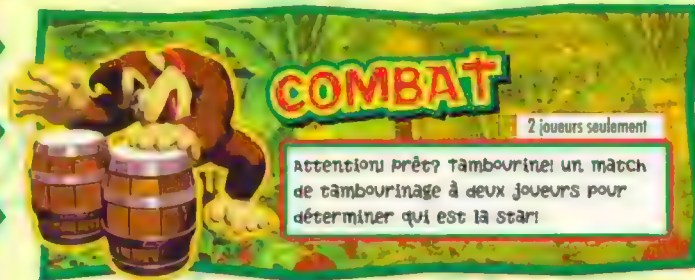 COMBAT
2 joueurs seulement
Attention! Prêt? Tambourine! Un match
de tambourinage à deux joueurs pour
déterminer qui est la star!